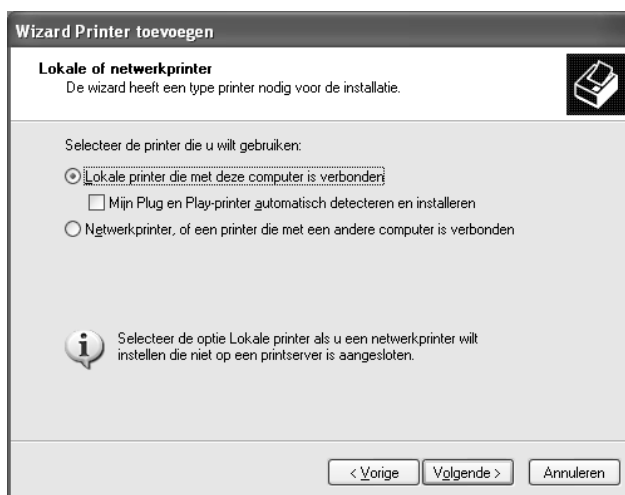 Wizard Printer toevoegen
Lokale of netwerkprinter
De wizard heeft een type printer nodig voor de installatie.
Selecteer de printer die u wilt gebruiken:
Lokale printer die met deze computer is verbonden
Mijn Plug en Play-printer automatisch detecteren en installeren
Netwerkprinter, of een printer die met een andere computer is verbonden
Selecteer de optie Lokale printer als u een netwerkprinter wilt
instellen die niet op een printserver is aangesloten.
< Vorige Volgende > Annuleren